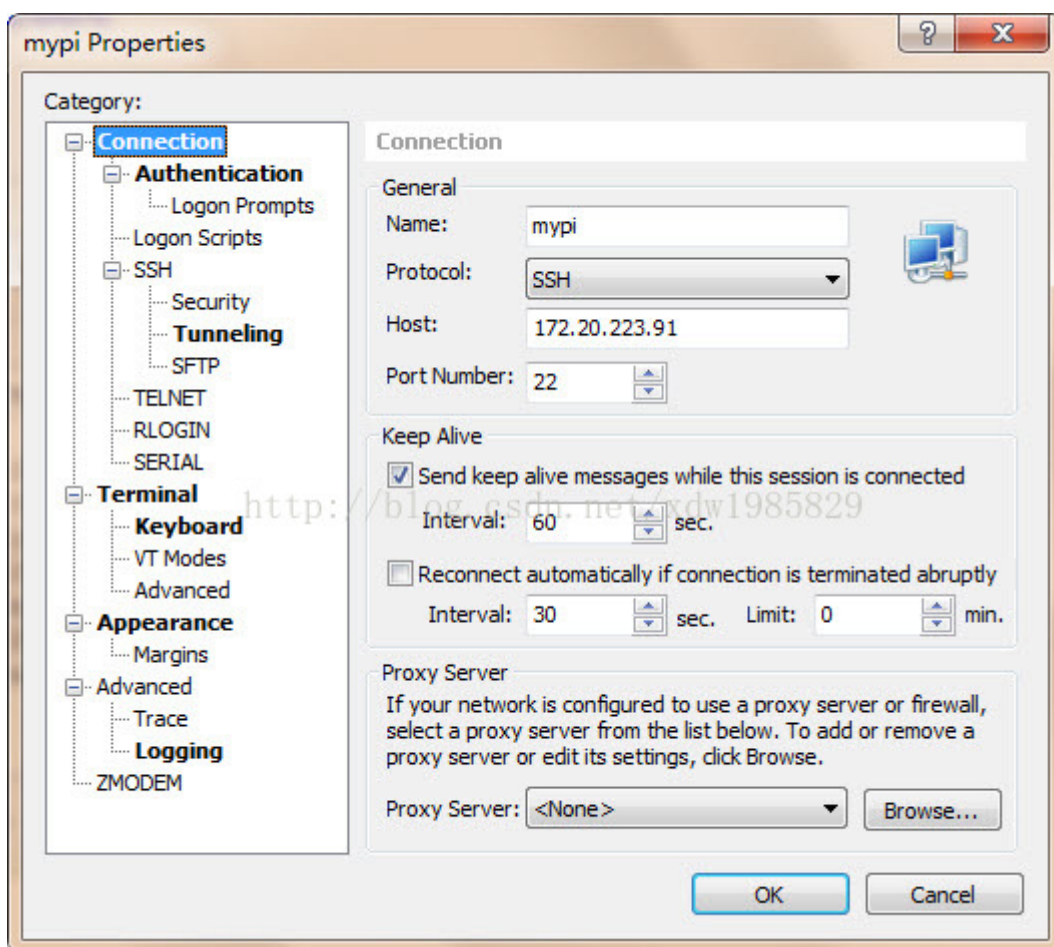 mypi Properties
Category:
Connection
Authentication
Logon Prompts
Logon Scripts
SSH
Security
Tunneling
SFTP
TELNET
RLOGIN
SERIAL
Terminal
Keyboard
VT Modes
Advanced
Appearance
Margins
Advanced
Trace
Logging
ZMODEM
Connection
General
Name: mypi
Protocol: SSH
Host: 172.20.223.91
Port Number: 22
Keep Alive
Send keep alive messages while this session is connected
Interval: 60 sec.
Reconnect automatically if connection is terminated abruptly
Interval: 30 sec. Limit: 0 min.
Proxy Server
If your network is configured to use a proxy server or firewall,
select a proxy server from the list below. To add or remove a
proxy server or edit its settings, click Browse.
Proxy Server: <None> Browse...
OK Cancel
http://blog.csdn.net/xdw1985829